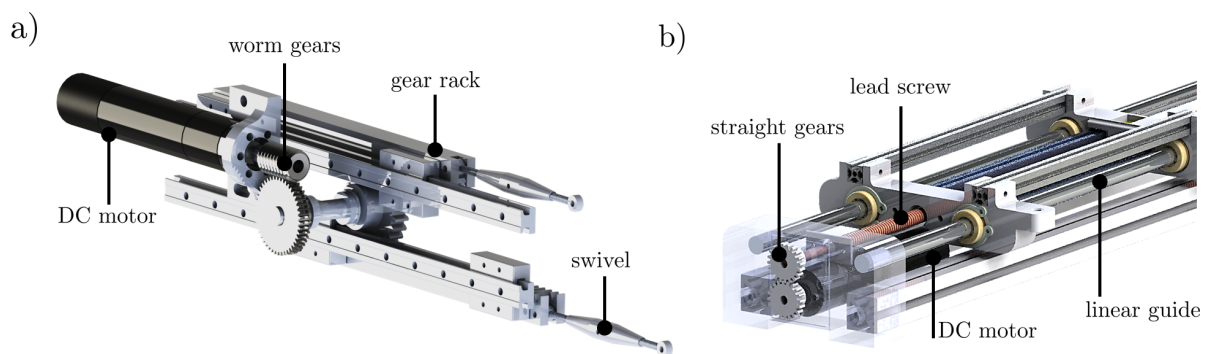 a)
worm gears
gear rack
DC motor
swivel
b)
lead screw
straight gears
DC motor
linear guide